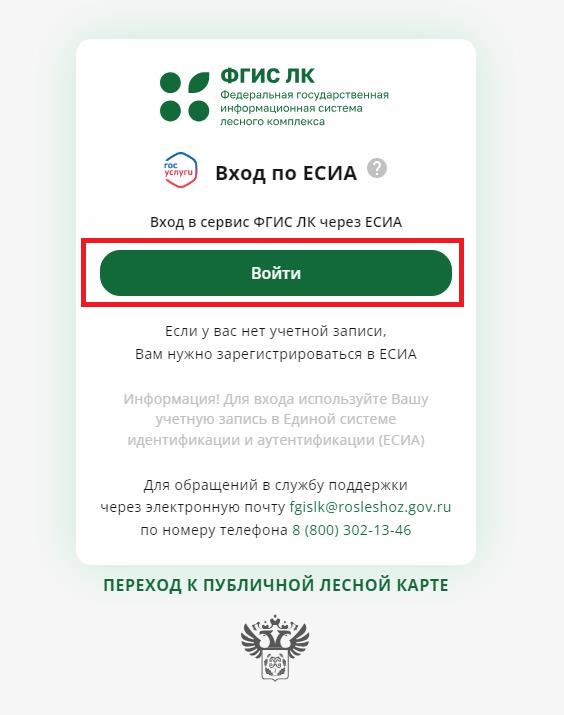 ФГИС ЛК
Федеральная государственная
информационная система
лесного комплекса
гос
услуги
Вход по ЕСИА ?
Вход в сервис ФГИС ЛК через ЕСИА
Войти
Если у вас нет учетной записи,
Вам нужно зарегистрироваться в ЕСИА
Информация! Для входа используйте Вашу
учетную запись в Единой системе
идентификации и аутентификации (ЕСИА)
Для обращений в службу поддержки
через электронную почту fgislk@rosleshoz.gov.ru
по номеру телефона 8 (800) 302-13-46
ПЕРЕХОД К ПУБЛИЧНОЙ ЛЕСНОЙ КАРТЕ